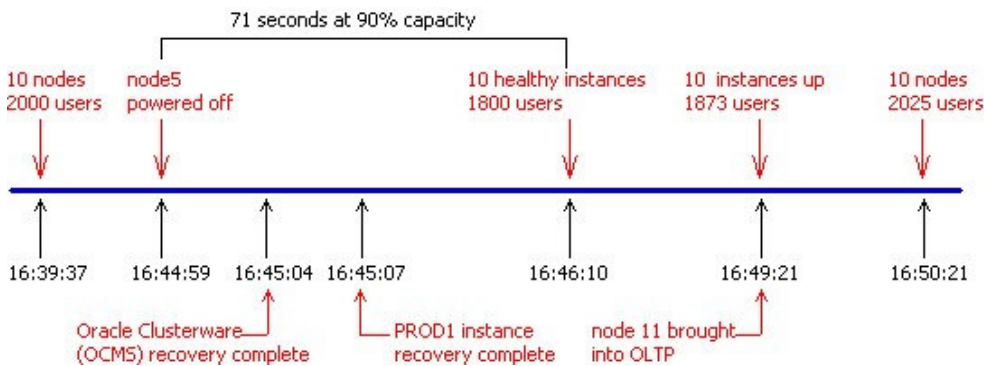 71 seconds at 90% capacity
10 nodes
2000 users
node5
powered off
10 healthy instances
1800 users
10 instances up
1873 users
10 nodes
2025 users
16:39:37
16:44:59
16:45:04
16:45:07
16:46:10
16:49:21
16:50:21
Oracle Clusterware
(OCMS) recovery complete
PROD1 instance
recovery complete
node 11 brought
into OLTP